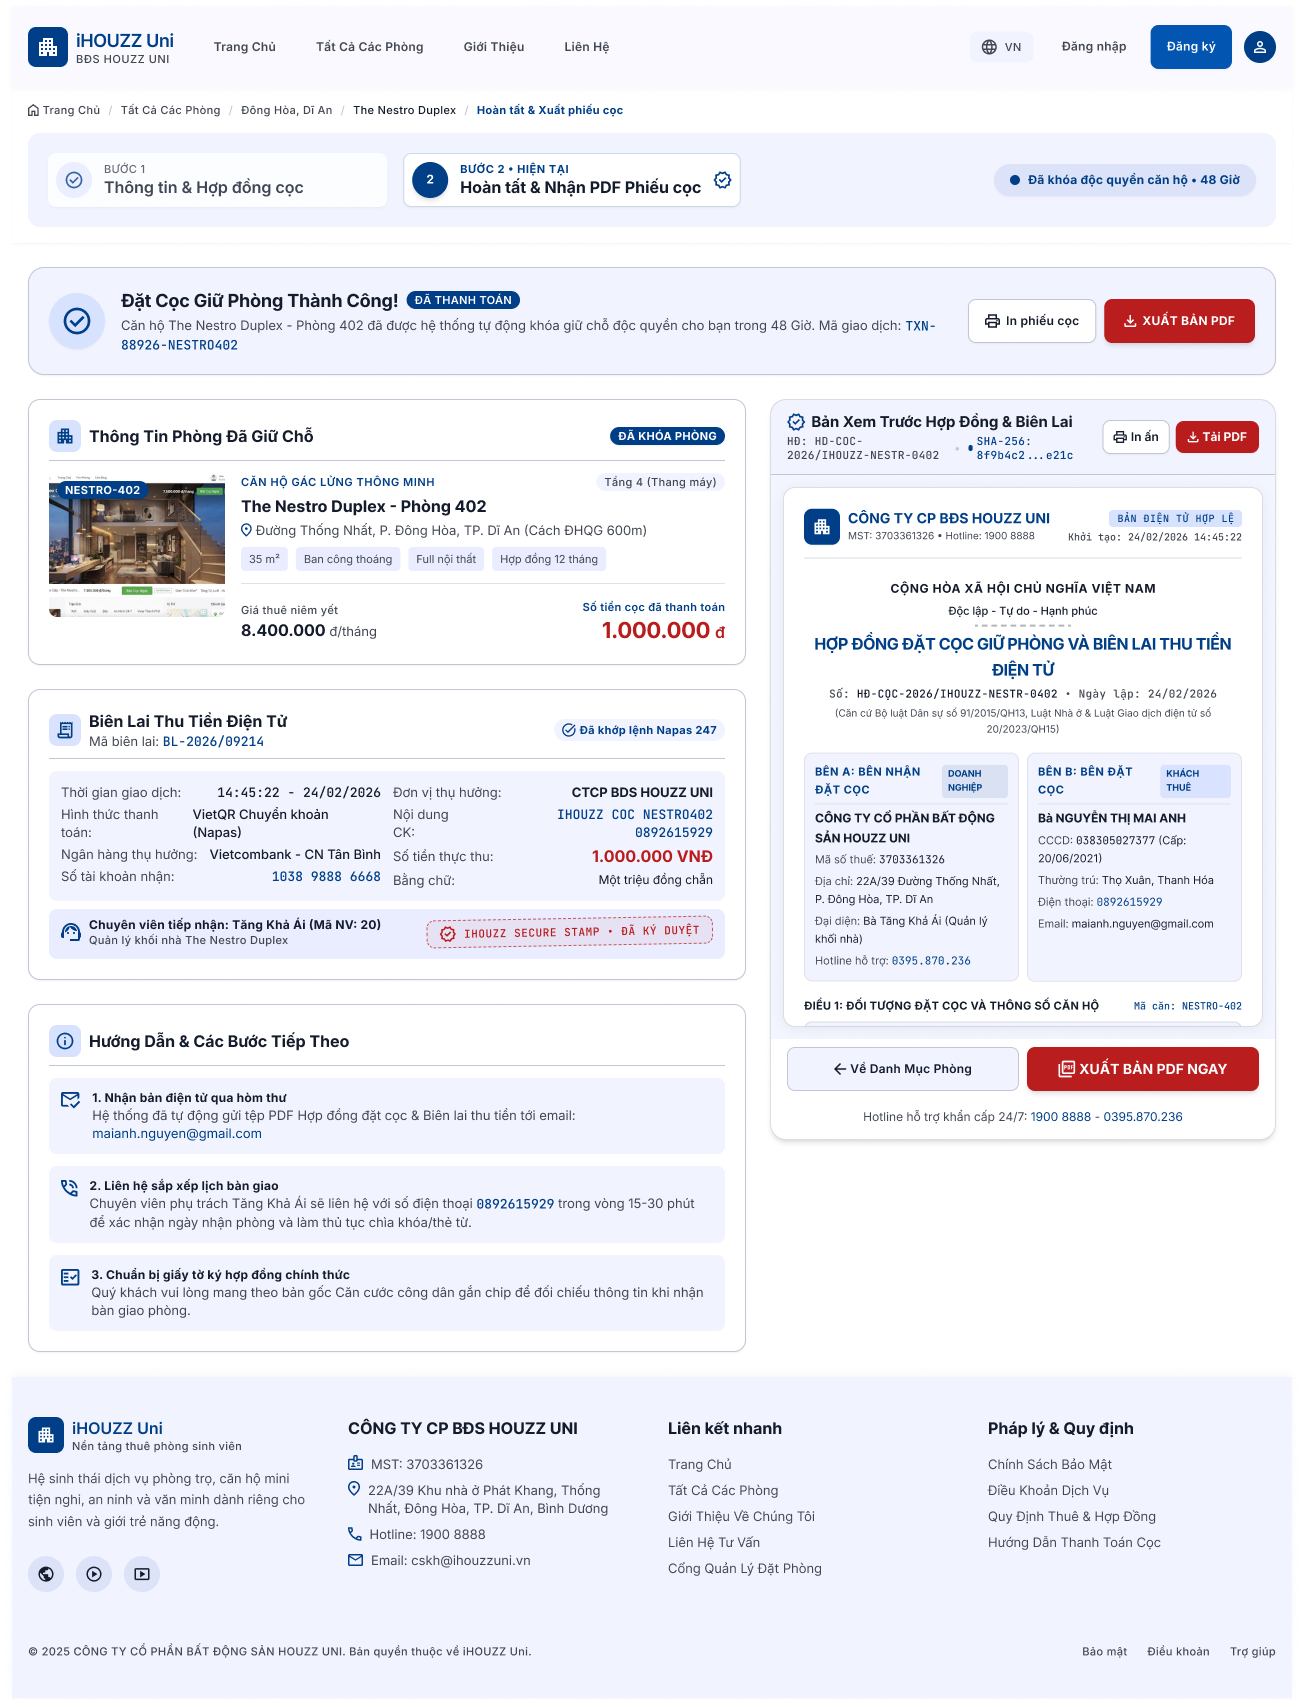 iHOUZZ Uni
BĐS HOUZZ UNI
Trang Chủ
Tất Cả Các Phòng
Giới Thiệu
Liên Hệ
VN
Đăng nhập
Đăng ký
Trang Chủ / Tất Cả Các Phòng / Đông Hòa, Dĩ An / The Nestro Duplex / Hoàn tất & Xuất phiếu cọc
BƯỚC 1
Thông tin & Hợp đồng cọc
2
BƯỚC 2 • HIỆN TẠI
Hoàn tất & Nhận PDF Phiếu cọc
Đã khóa độc quyền căn hộ • 48 Giờ
Đặt Cọc Giữ Phòng Thành Công!
ĐÃ THANH TOÁN
Căn hộ The Nestro Duplex - Phòng 402 đã được hệ thống tự động khóa giữ chỗ độc quyền cho bạn trong 48 Giờ. Mã giao dịch: TXN-
88926-NESTRO402
In phiếu cọc
XUẤT BẢN PDF
Thông Tin Phòng Đã Giữ Chỗ
ĐÃ KHÓA PHÒNG
NESTRO-402
CĂN HỘ GÁC LỬNG THÔNG MINH
Tầng 4 (Thang máy)
The Nestro Duplex - Phòng 402
Đường Thống Nhất, P. Đông Hòa, TP. Dĩ An (Cách ĐHQG 600m)
35 m²
Ban công thoáng
Full nội thất
Hợp đồng 12 tháng
Giá thuê niêm yết
8.400.000 đ/tháng
Số tiền cọc đã thanh toán
1.000.000 đ
Biên Lai Thu Tiền Điện Tử
Mã biên lai: BL-2026/09214
Đã khớp lệnh Napas 247
Thời gian giao dịch: 14:45:22 - 24/02/2026
Hình thức thanh toán: VietQR Chuyển khoản (Napas)
Ngân hàng thụ hưởng: Vietcombank - CN Tân Bình
Số tài khoản nhận: 1038 9888 6668
Đơn vị thụ hưởng: CTCP BDS HOUZZ UNI
Nội dung CK: IHOUZZ COC NESTRO402 0892615929
Số tiền thực thu: 1.000.000 VNĐ
Bằng chữ: Một triệu đồng chẵn
Chuyên viên tiếp nhận: Tăng Khả Ái (Mã NV: 20)
Quản lý khối nhà The Nestro Duplex
IHOUZZ SECURE STAMP • ĐÃ KÝ DUYỆT
Hướng Dẫn & Các Bước Tiếp Theo
1. Nhận bản điện tử qua hòm thư
Hệ thống đã tự động gửi tệp PDF Hợp đồng đặt cọc & Biên lai thu tiền tới email:
maianh.nguyen@gmail.com
2. Liên hệ sắp xếp lịch bàn giao
Chuyên viên phụ trách Tăng Khả Ái sẽ liên hệ với số điện thoại 0892615929 trong vòng 15-30 phút
để xác nhận ngày nhận phòng và làm thủ tục chìa khóa/thẻ từ.
3. Chuẩn bị giấy tờ ký hợp đồng chính thức
Quý khách vui lòng mang theo bản gốc Căn cước công dân gắn chip để đối chiếu thông tin khi nhận
bàn giao phòng.
Bản Xem Trước Hợp Đồng & Biên Lai
HĐ: HD-COC-
2026/IHOUZZ-NESTR-0402
SHA-256:
8f9b4c2...e21c
In ấn
Tải PDF
CÔNG TY CP BĐS HOUZZ UNI
MST: 3703361326 • Hotline: 1900 8888
BẢN ĐIỆN TỬ HỢP LỆ
Khởi tạo: 24/02/2026 14:45:22
CỘNG HÒA XÃ HỘI CHỦ NGHĨA VIỆT NAM
Độc lập - Tự do - Hạnh phúc
HỢP ĐỒNG ĐẶT CỌC GIỮ PHÒNG VÀ BIÊN LAI THU TIỀN
ĐIỆN TỬ
Số: HĐ-CỌC-2026/IHOUZZ-NESTR-0402 • Ngày lập: 24/02/2026
(Căn cứ Bộ luật Dân sự số 91/2015/QH13, Luật Nhà ở & Luật Giao dịch điện tử số
20/2023/QH15)
BÊN A: BÊN NHẬN
ĐẶT CỌC
DOANH
NGHIỆP
CÔNG TY CỔ PHẦN BẤT ĐỘNG
SẢN HOUZZ UNI
Mã số thuế: 3703361326
Địa chỉ: 22A/39 Đường Thống Nhất,
P. Đông Hòa, TP. Dĩ An
Đại diện: Bà Tăng Khả Ái (Quản lý
khối nhà)
Hotline hỗ trợ: 0395.870.236
BÊN B: BÊN ĐẶT
CỌC
KHÁCH
THUÊ
Bà NGUYỄN THỊ MAI ANH
CCCD: 038305027377 (Cấp:
20/06/2021)
Thường trú: Thọ Xuân, Thanh Hóa
Điện thoại: 0892615929
Email: maianh.nguyen@gmail.com
ĐIỀU 1: ĐỐI TƯỢNG ĐẶT CỌC VÀ THÔNG SỐ CĂN HỘ
Mã căn: NESTRO-402
Về Danh Mục Phòng
XUẤT BẢN PDF NGAY
Hotline hỗ trợ khẩn cấp 24/7: 1900 8888 - 0395.870.236
iHOUZZ Uni
Nền tảng thuê phòng sinh viên
Hệ sinh thái dịch vụ phòng trọ, căn hộ mini
tiện nghi, an ninh và văn minh dành riêng cho
sinh viên và giới trẻ năng động.
CÔNG TY CP BĐS HOUZZ UNI
MST: 3703361326
22A/39 Khu nhà ở Phát Khang, Thống
Nhất, Đông Hòa, TP. Dĩ An, Bình Dương
Hotline: 1900 8888
Email: cskh@ihouzzuni.vn
Liên kết nhanh
Trang Chủ
Tất Cả Các Phòng
Giới Thiệu Về Chúng Tôi
Liên Hệ Tư Vấn
Cổng Quản Lý Đặt Phòng
Pháp lý & Quy định
Chính Sách Bảo Mật
Điều Khoản Dịch Vụ
Quy Định Thuê & Hợp Đồng
Hướng Dẫn Thanh Toán Cọc
© 2025 CÔNG TY CỔ PHẦN BẤT ĐỘNG SẢN HOUZZ UNI. Bản quyền thuộc về iHOUZZ Uni.
Bảo mật
Điều khoản
Trợ giúp